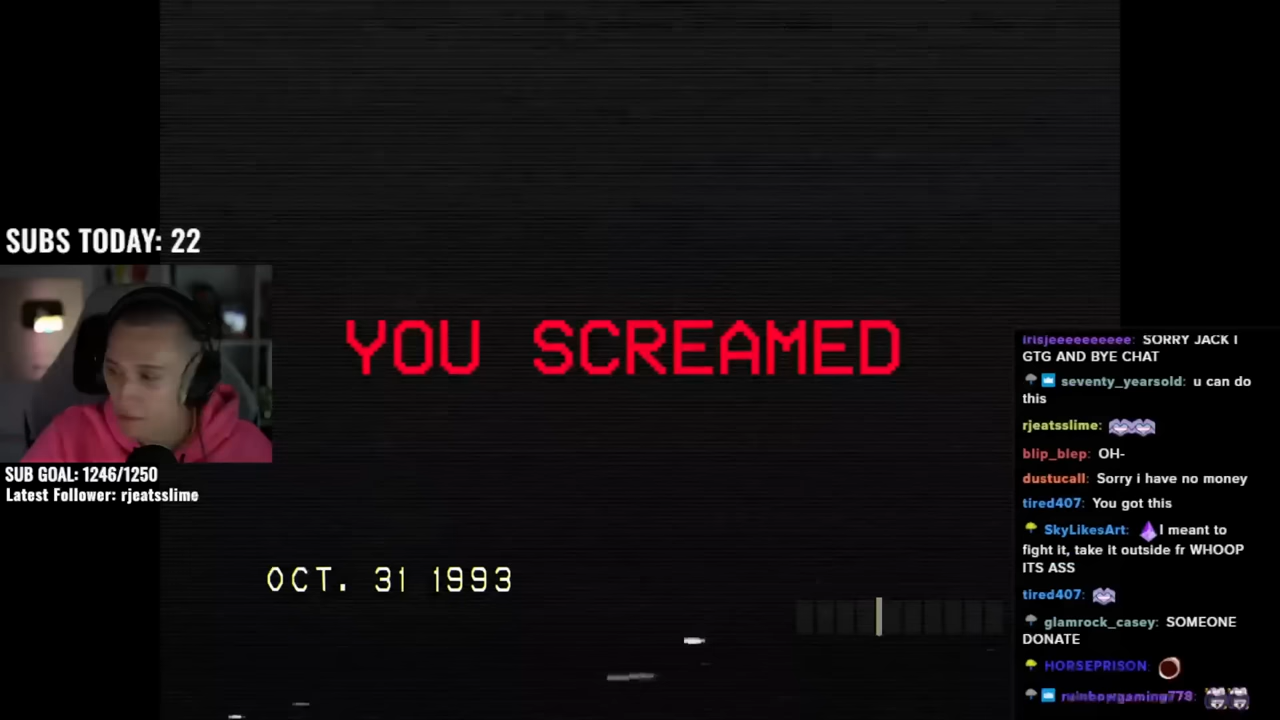 SUBS TODAY: 22
YOU SCREAMED
SUB GOAL: 1246/1250
Latest Follower: rjeatsslime
OCT. 31 1993
irisjeeeeeeeeee: SORRY JACK I
GTG AND BYE CHAT
seventy_yearsold: u can do
this
rjeatsslime:
blip_blep: OH-
dustucall: Sorry i have no money
tired407: You got this
SkyLikesArt: I meant to
fight it, take it outside fr WHOOP
ITS ASS
tired407:
glamrock_casey: SOMEONE
DONATE
HORSEPRISON: